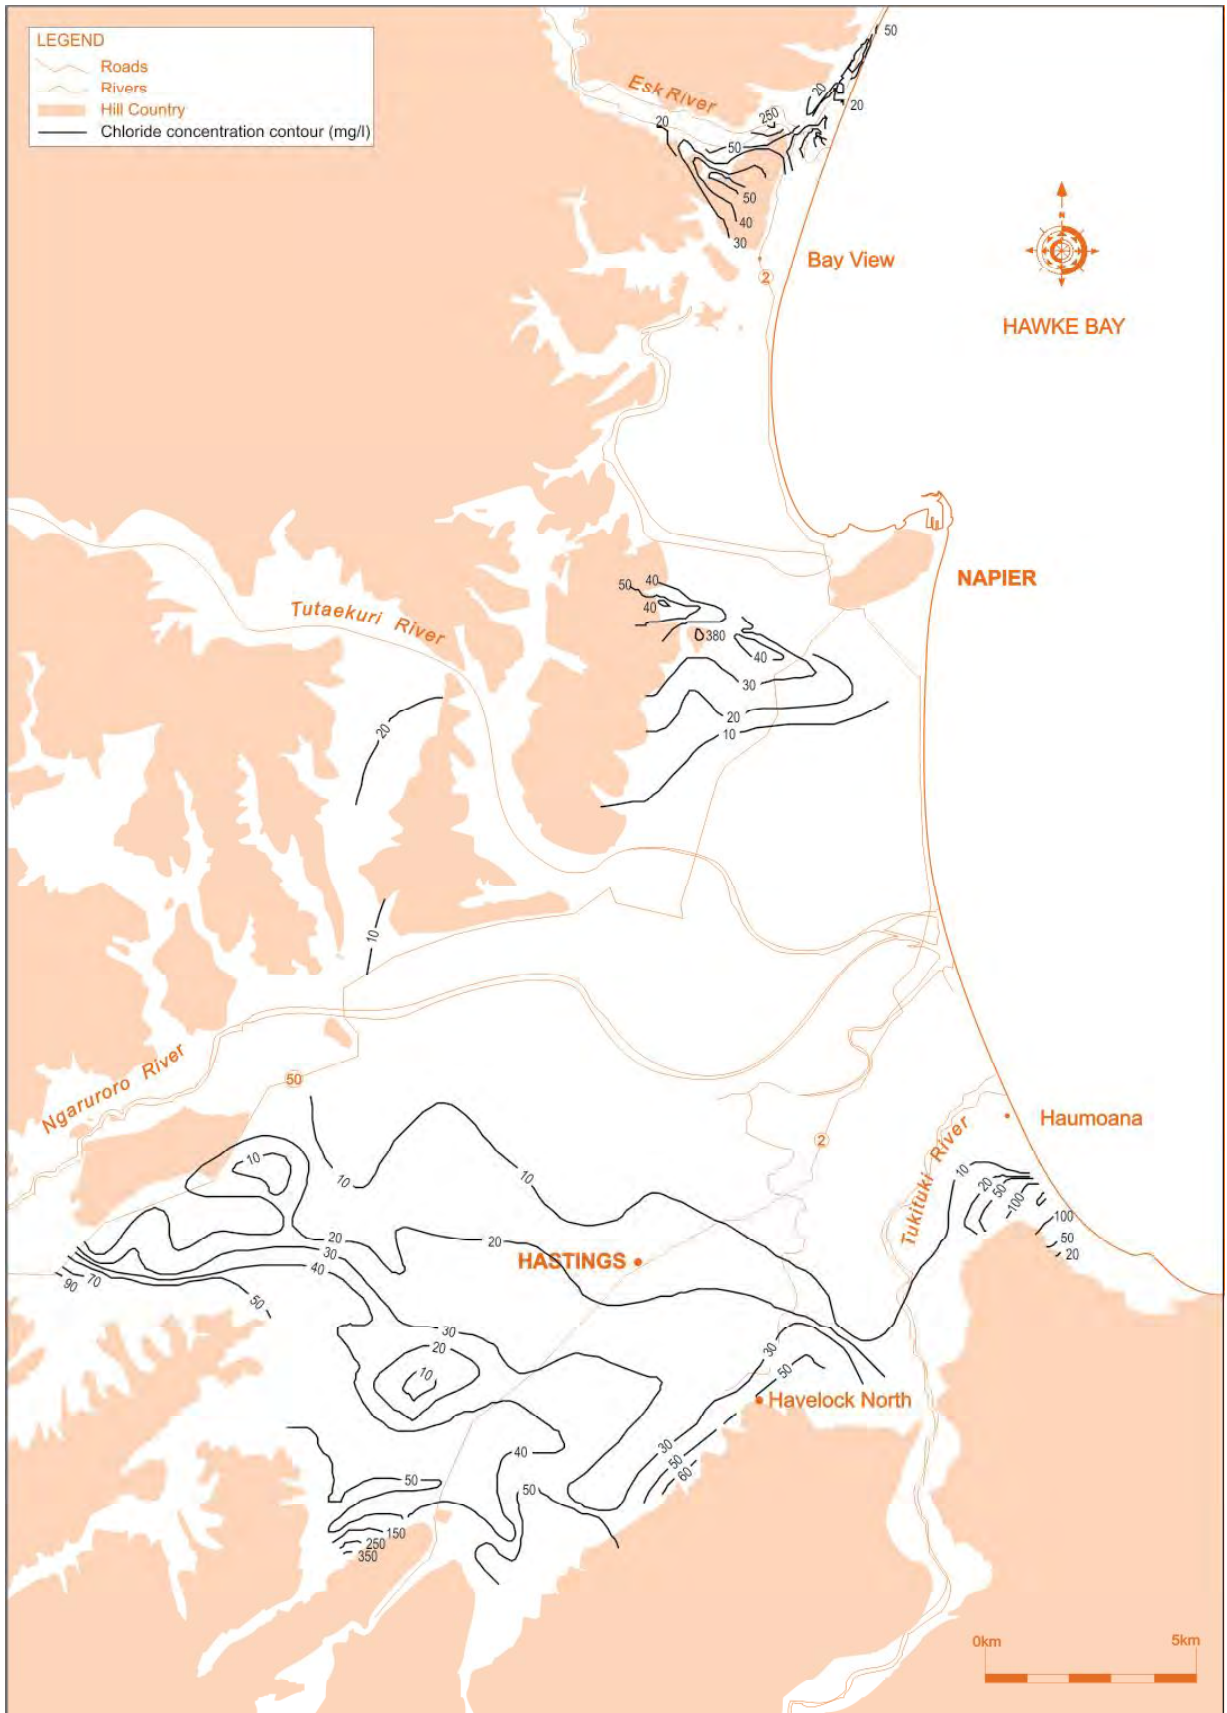 LEGEND
Roads
Rivers
Hill Country
Chloride concentration contour (mg/l)
50
Esk River
20
20
250
20
50
50
40
30
Bay View
2
N
HAWKE BAY
NAPIER
50
40
40
380
40
30
20
10
Tutaekuri River
20
10
Ngaruroro River
50
Haumoana
2
Tukituki River
10
20
50
100
100
50
20
10
10
10
20
20
30
40
HASTINGS
90
70
50
30
20
10
30
50
Havelock North
30
50
60
40
50
50
150
250
350
0km
5km